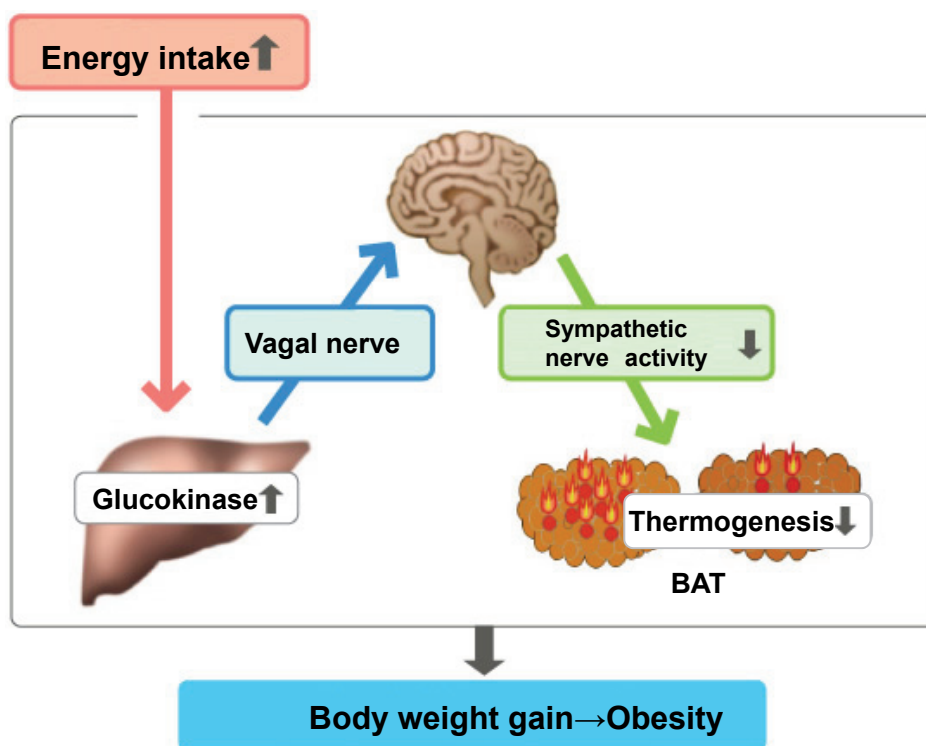 Energy intake
Vagal nerve
Sympathetic
nerve activity
Glucokinase
Thermogenesis
BAT
Body weight gain→Obesity